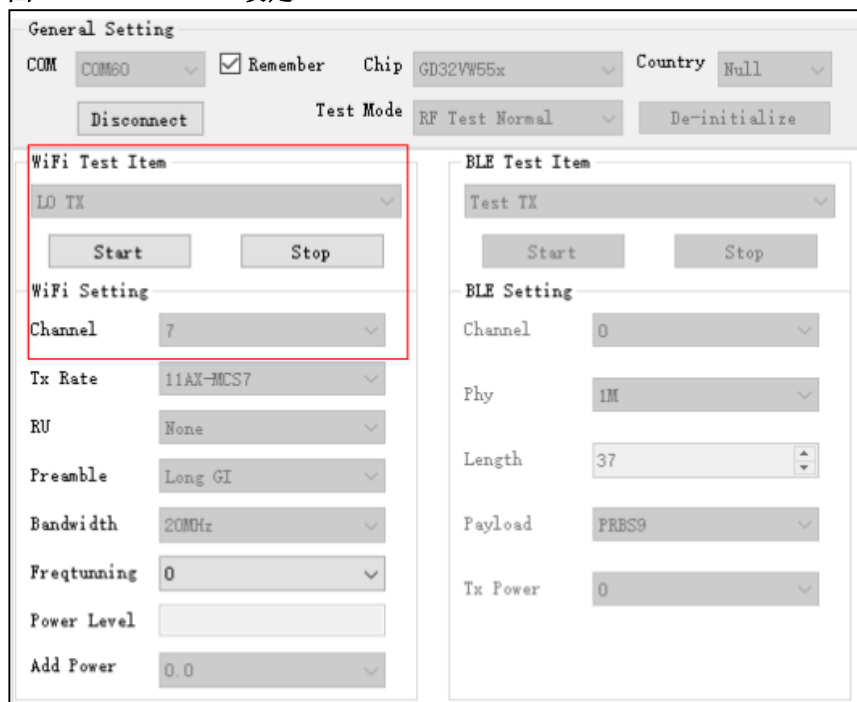 General Setting
COM COM60 Remember Chip GD32VW55x Country Null
Disconnect Test Mode RF Test Normal De-initialize
WiFi Test Item
LO TX
Start Stop
WiFi Setting
Channel 7
Tx Rate 11AX-MCS7
RU None
Preamble Long GI
Bandwidth 20MHz
Freqtunning 0
Power Level
Add Power 0.0
BLE Test Item
Test TX
Start Stop
BLE Setting
Channel 0
Phy 1M
Length 37
Payload PRBS9
Tx Power 0